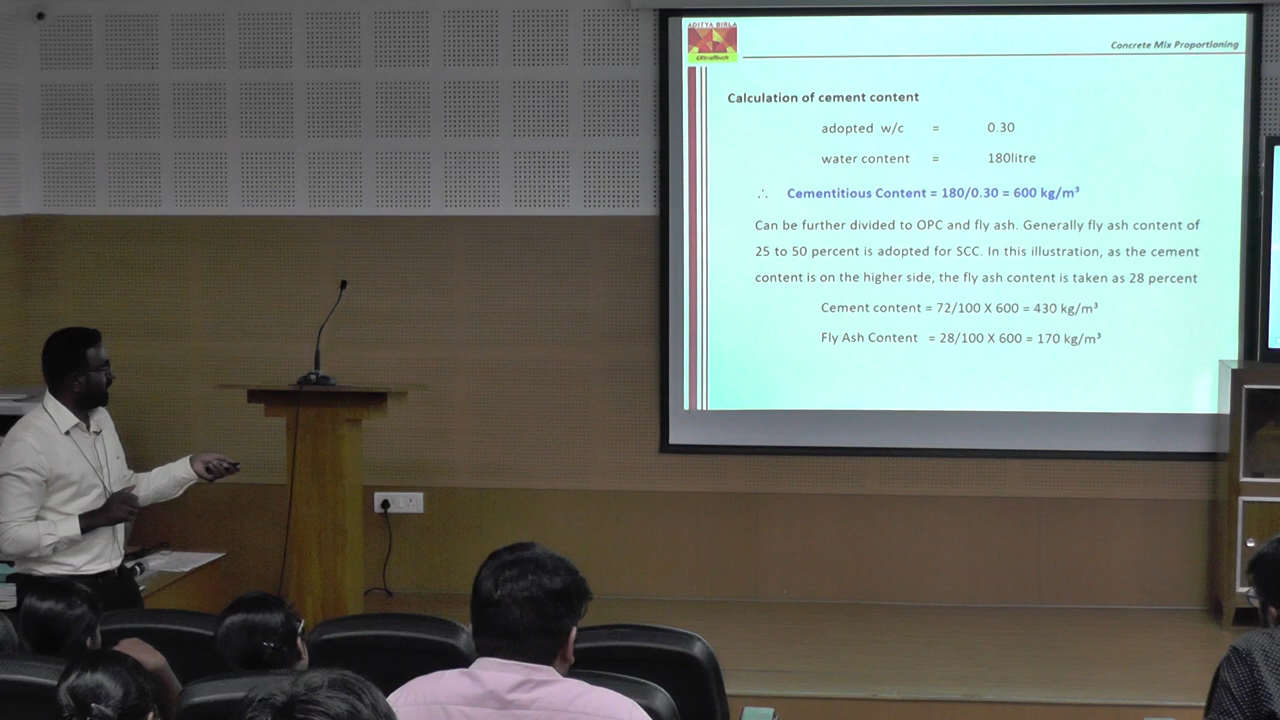 ADITYA BIRLA
UltraTech
Concrete Mix Proportioning
Calculation of cement content
adopted w/c = 0.30
water content = 180litre
∴ Cementitious Content = 180/0.30 = 600 kg/m³
Can be further divided to OPC and fly ash. Generally fly ash content of
25 to 50 percent is adopted for SCC. In this illustration, as the cement
content is on the higher side, the fly ash content is taken as 28 percent
Cement content = 72/100 X 600 = 430 kg/m³
Fly Ash Content = 28/100 X 600 = 170 kg/m³